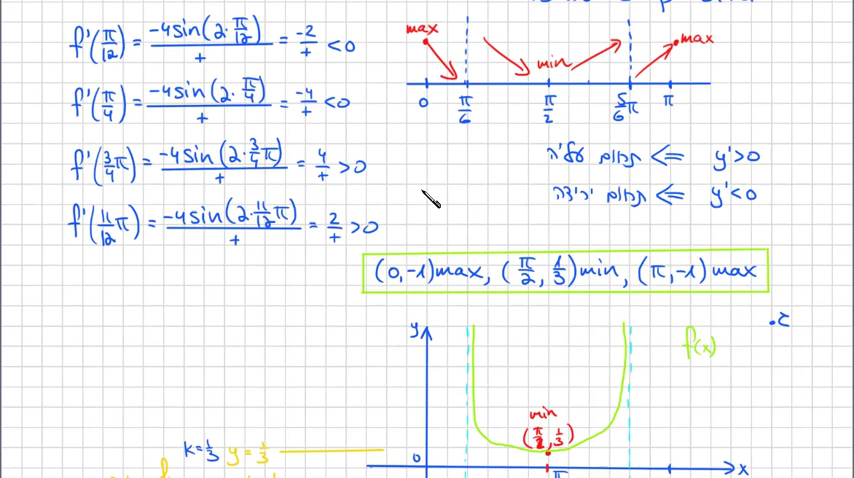 f'(π/12) = -4sin(2·π/12)/+ = -2/+ < 0
f'(π/4) = -4sin(2·π/4)/+ = -4/+ < 0
f'(3/4π) = -4sin(2·3/4π)/+ = 4/+ > 0
f'(11/12π) = -4sin(2·11/12π)/+ = 2/+ > 0
max min max
0 π/6 π/2 5/6π π
תחום עליה <= y'>0
תחום ירידה <= y'<0
(0,-1)max, (π/2, 1/3)min, (π,-1)max
ג.
y
f(x)
min
(π/2, 1/3)
k=1/3 y=1/3
0 x